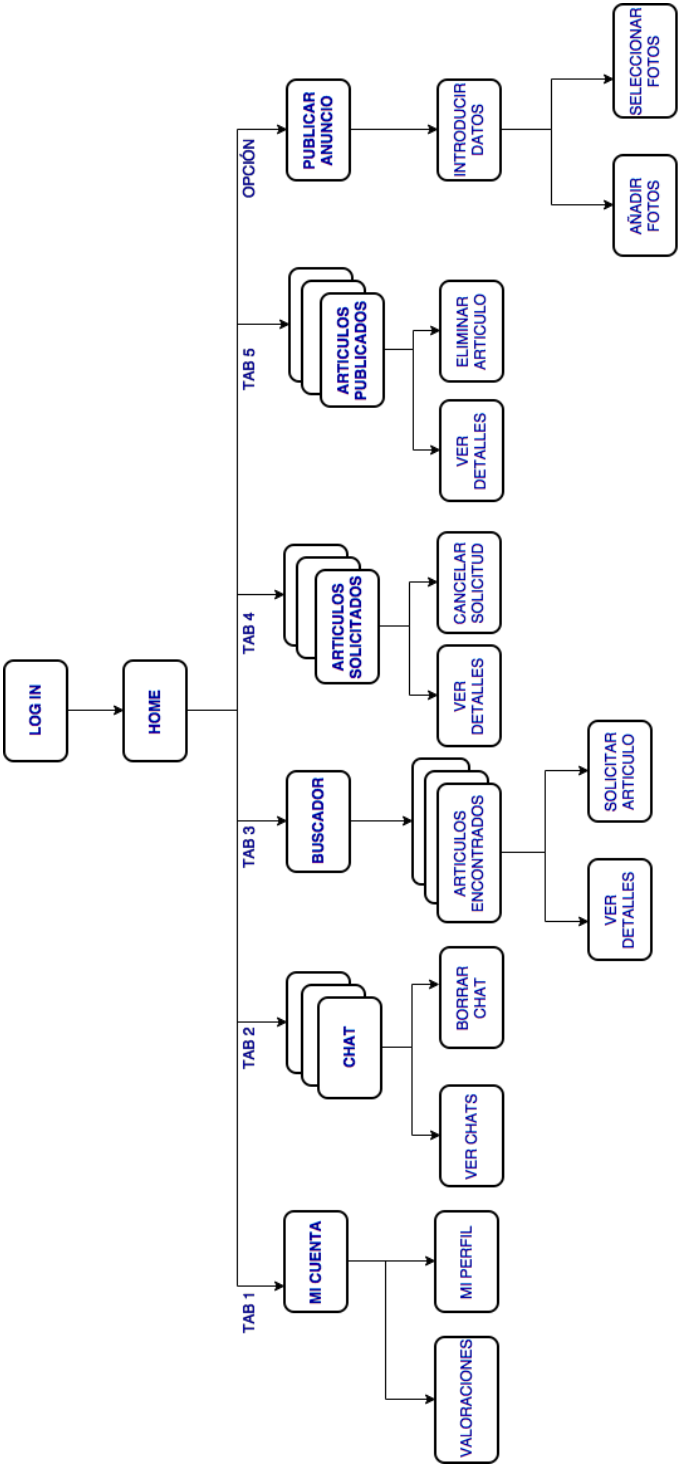 LOG IN
HOME
TAB 1
TAB 2
TAB 3
TAB 4
TAB 5
OPCIÓN
MI CUENTA
CHAT
BUSCADOR
ARTICULOS
SOLICITADOS
ARTICULOS
PUBLICADOS
PUBLICAR
ANUNCIO
VALORACIONES
MI PERFIL
VER CHATS
BORRAR
CHAT
ARTICULOS
ENCONTRADOS
VER
DETALLES
CANCELAR
SOLICITUD
VER
DETALLES
ELIMINAR
ARTICULO
INTRODUCIR
DATOS
VER
DETALLES
SOLICITAR
ARTICULO
AÑADIR
FOTOS
SELECCIONAR
FOTOS